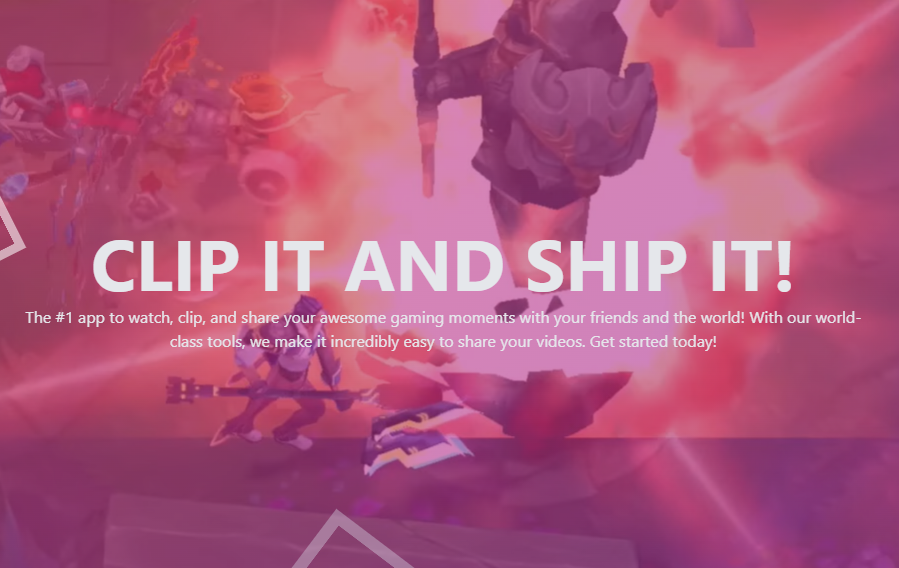 CLIP IT AND SHIP IT!
The #1 app to watch, clip, and share your awesome gaming moments with your friends and the world! With our world-
class tools, we make it incredibly easy to share your videos. Get started today!